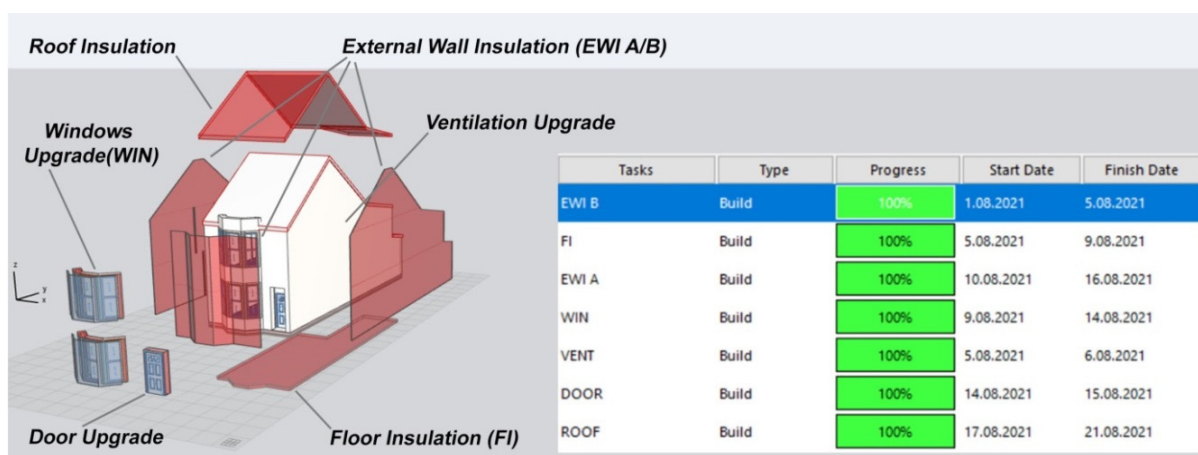 Roof Insulation
External Wall Insulation (EWI A/B)
Windows
Upgrade(WIN)
Ventilation Upgrade
Door Upgrade
Floor Insulation (FI)
z
y
x
Tasks Type Progress Start Date Finish Date
EWI B Build 100% 1.08.2021 5.08.2021
FI Build 100% 5.08.2021 9.08.2021
EWI A Build 100% 10.08.2021 16.08.2021
WIN Build 100% 9.08.2021 14.08.2021
VENT Build 100% 5.08.2021 6.08.2021
DOOR Build 100% 14.08.2021 15.08.2021
ROOF Build 100% 17.08.2021 21.08.2021